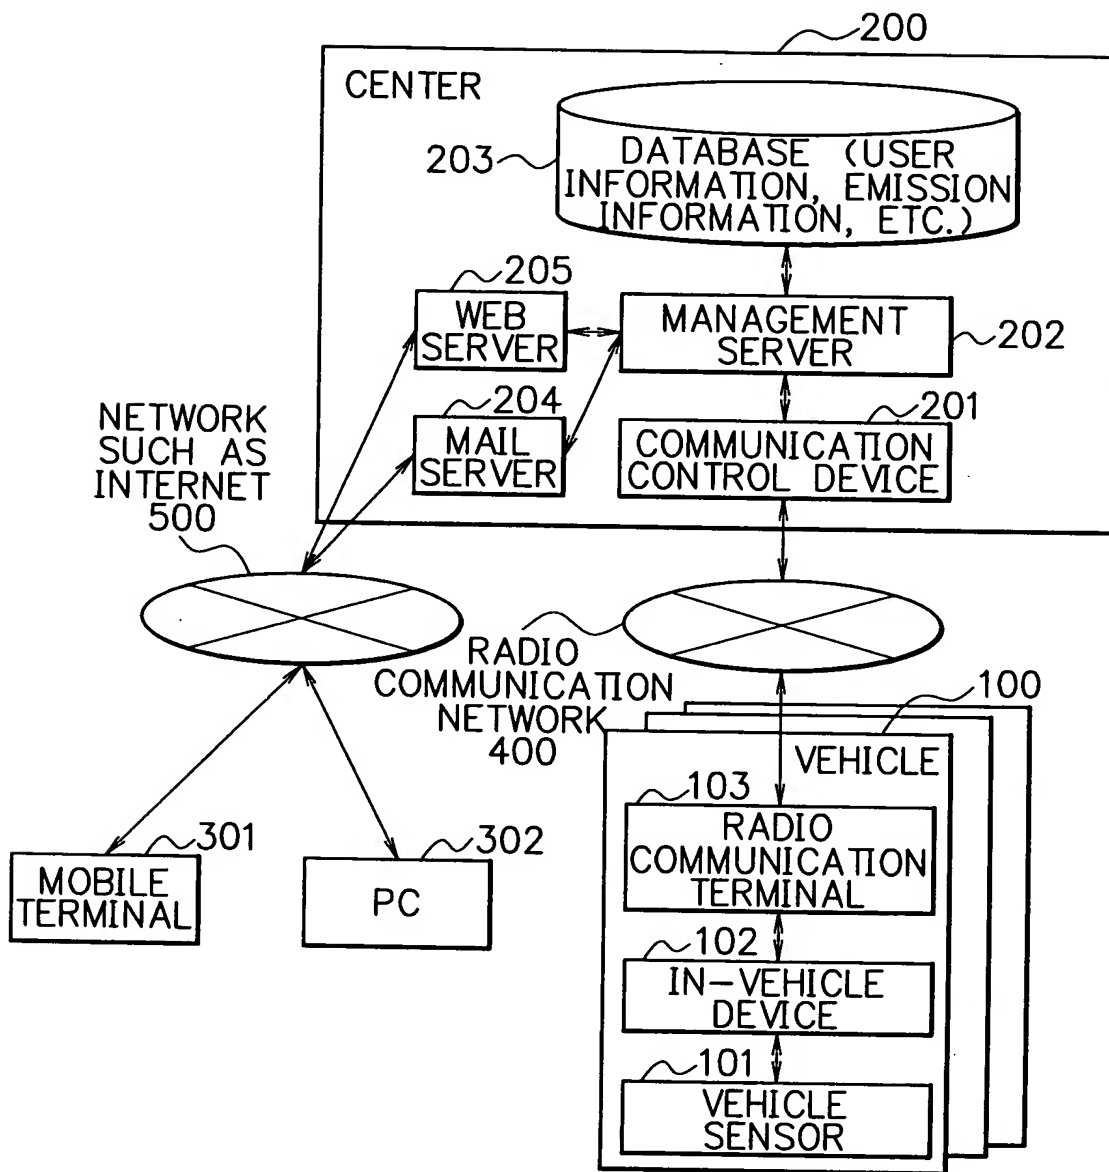 200
CENTER
203
DATABASE (USER
INFORMATION, EMISSION
INFORMATION, ETC.)
205
WEB
SERVER
MANAGEMENT
SERVER
202
204
MAIL
SERVER
201
COMMUNICATION
CONTROL DEVICE
NETWORK
SUCH AS
INTERNET
500
RADIO
COMMUNICATION
NETWORK
400
100
VEHICLE
103
RADIO
COMMUNICATION
TERMINAL
301
MOBILE
TERMINAL
302
PC
102
IN-VEHICLE
DEVICE
101
VEHICLE
SENSOR